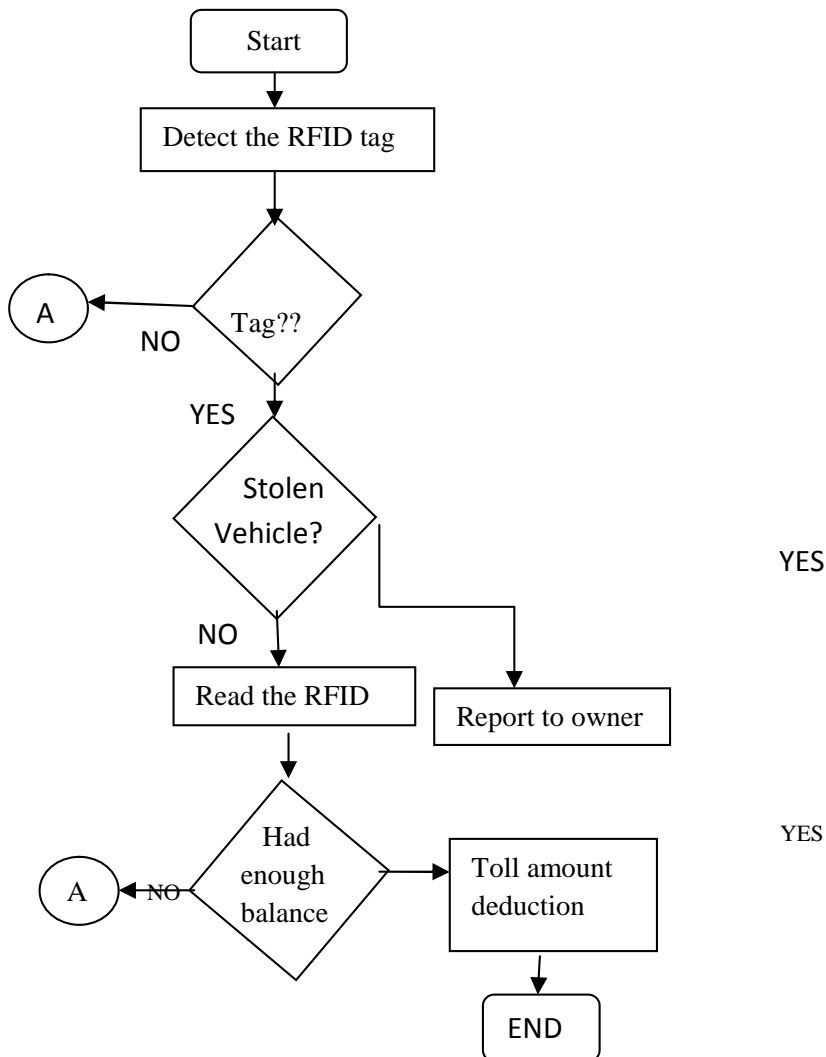 Start
Detect the RFID tag
Tag??
A
NO
YES
Stolen
Vehicle?
YES
NO
Read the RFID
Report to owner
Had
enough
balance
YES
Toll amount
deduction
A
NO
END